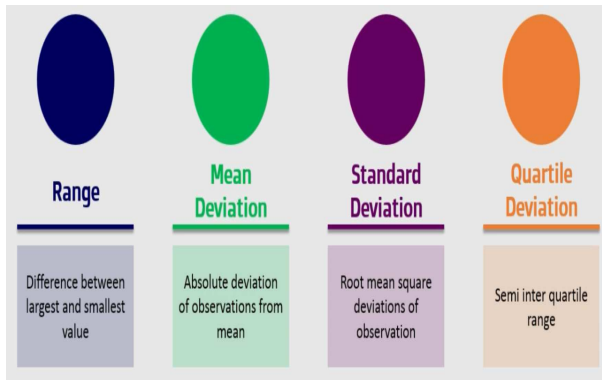 Range
Difference between
largest and smallest
value
Mean
Deviation
Absolute deviation
of observations from
mean
Standard
Deviation
Root mean square
deviations of
observation
Quartile
Deviation
Semi inter quartile
range